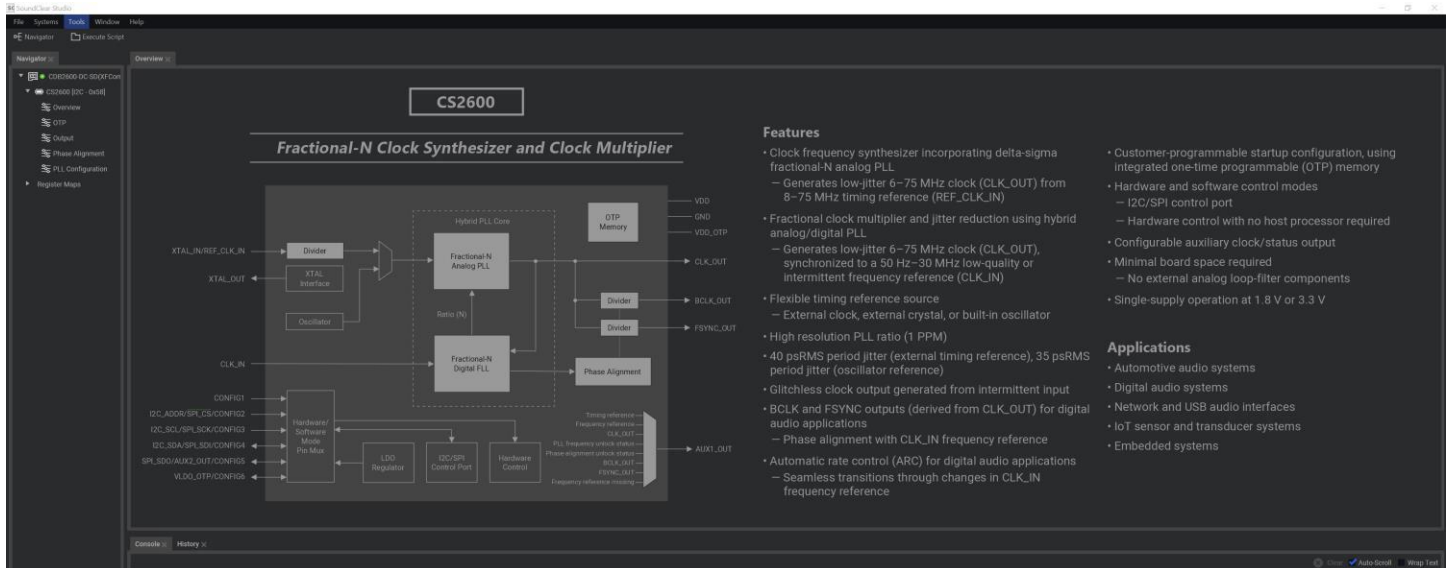 SoundClear Studio
File Systems Tools Window Help
Navigator Execute Script
Navigator
CDB2600-DC-SD(XFCon
CS2600 [I2C - 0x58]
Overview
OTP
Output
Phase Alignment
PLL Configuration
Register Maps
Overview
CS2600
Fractional-N Clock Synthesizer and Clock Multiplier
Hybrid PLL Core
XTAL_IN/REF_CLK_IN
XTAL_OUT
CLK_IN
CONFIG1
I2C_ADDR/SPI_CS/CONFIG2
I2C_SCL/SPI_SCK/CONFIG3
I2C_SDA/SPI_SDI/CONFIG4
SPI_SDO/AUX2_OUT/CONFIG5
VLDO_OTP/CONFIG6
Divider
XTAL
Interface
Oscillator
Fractional-N
Analog PLL
Ratio (N)
Fractional-N
Digital FLL
OTP
Memory
Divider
Divider
Phase Alignment
Hardware/
Software
Mode
Pin Mux
LDO
Regulator
I2C/SPI
Control Port
Hardware
Control
Timing reference
Frequency reference
CLK_OUT
PLL frequency unlock status
Phase alignment unlock status
BCLK_OUT
FSYNC_OUT
Frequency reference missing
VDD
GND
VDD_OTP
CLK_OUT
BCLK_OUT
FSYNC_OUT
AUX1_OUT
Features
• Clock frequency synthesizer incorporating delta-sigma
fractional-N analog PLL
– Generates low-jitter 6–75 MHz clock (CLK_OUT) from
8–75 MHz timing reference (REF_CLK_IN)
• Fractional clock multiplier and jitter reduction using hybrid
analog/digital PLL
– Generates low-jitter 6–75 MHz clock (CLK_OUT),
synchronized to a 50 Hz–30 MHz low-quality or
intermittent frequency reference (CLK_IN)
• Flexible timing reference source
– External clock, external crystal, or built-in oscillator
• High resolution PLL ratio (1 PPM)
• 40 psRMS period jitter (external timing reference), 35 psRMS
period jitter (oscillator reference)
• Glitchless clock output generated from intermittent input
• BCLK and FSYNC outputs (derived from CLK_OUT) for digital
audio applications
– Phase alignment with CLK_IN frequency reference
• Automatic rate control (ARC) for digital audio applications
– Seamless transitions through changes in CLK_IN
frequency reference
• Customer-programmable startup configuration, using
integrated one-time programmable (OTP) memory
• Hardware and software control modes
– I2C/SPI control port
– Hardware control with no host processor required
• Configurable auxiliary clock/status output
• Minimal board space required
– No external analog loop-filter components
• Single-supply operation at 1.8 V or 3.3 V
Applications
• Automotive audio systems
• Digital audio systems
• Network and USB audio interfaces
• IoT sensor and transducer systems
• Embedded systems
Console History
Clear Auto-Scroll Wrap Text